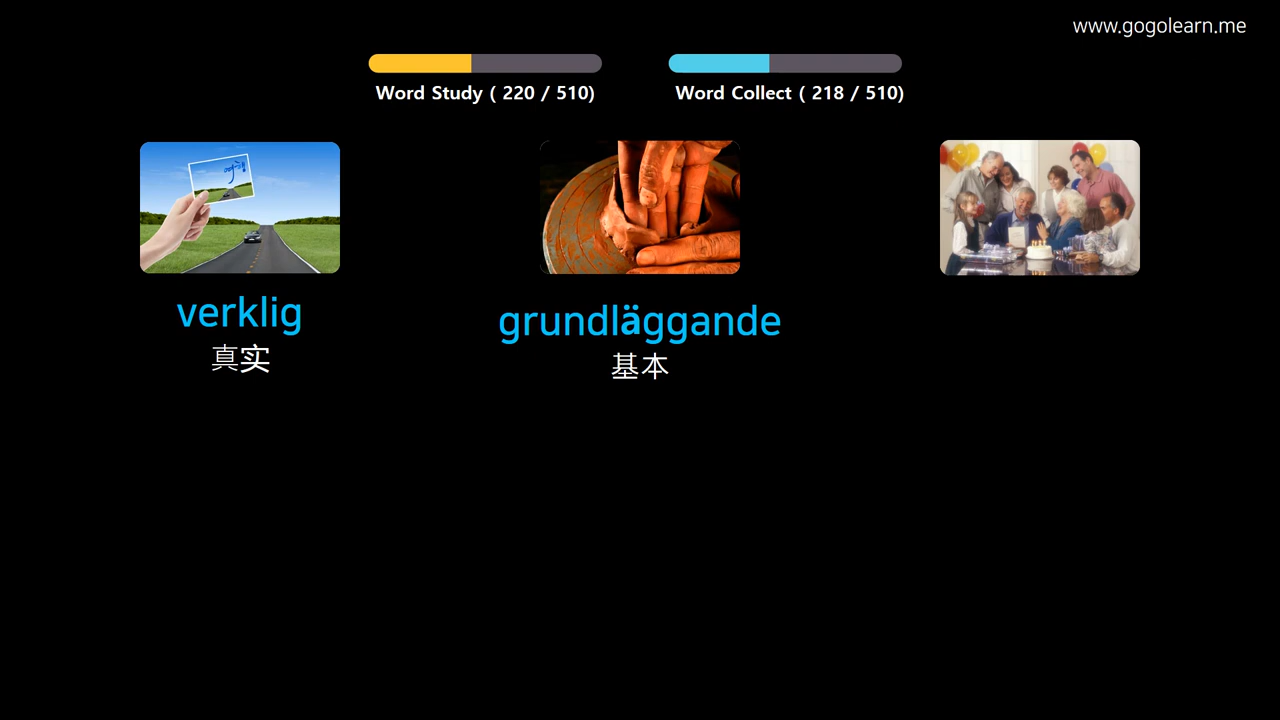 www.gogolearn.me
Word Study ( 220 / 510)
Word Collect ( 218 / 510)
verklig
真实
grundläggande
基本